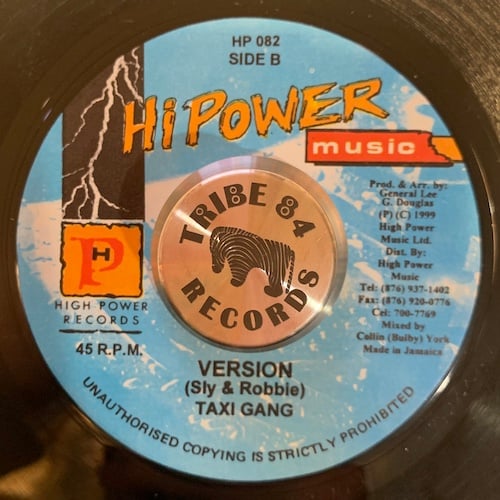 HP 082
SIDE B
Hi POWER
music
Prod. & Arr. by:
General Lee
G. Douglas
(P) (C) 1999
High Power
Music Ltd.
Dist. By:
High Power
Music
Tel: (876) 937-1402
Fax: (876) 920-0776
Cel: 700-7769
Mixed by
Collin (Bulby) York
Made in Jamaica
TRIBE 84
RECORDS
PH
HIGH POWER
RECORDS
45 R.P.M.
VERSION
(Sly & Robbie)
TAXI GANG
UNAUTHORISED COPYING IS STRICTLY PROHIBITED